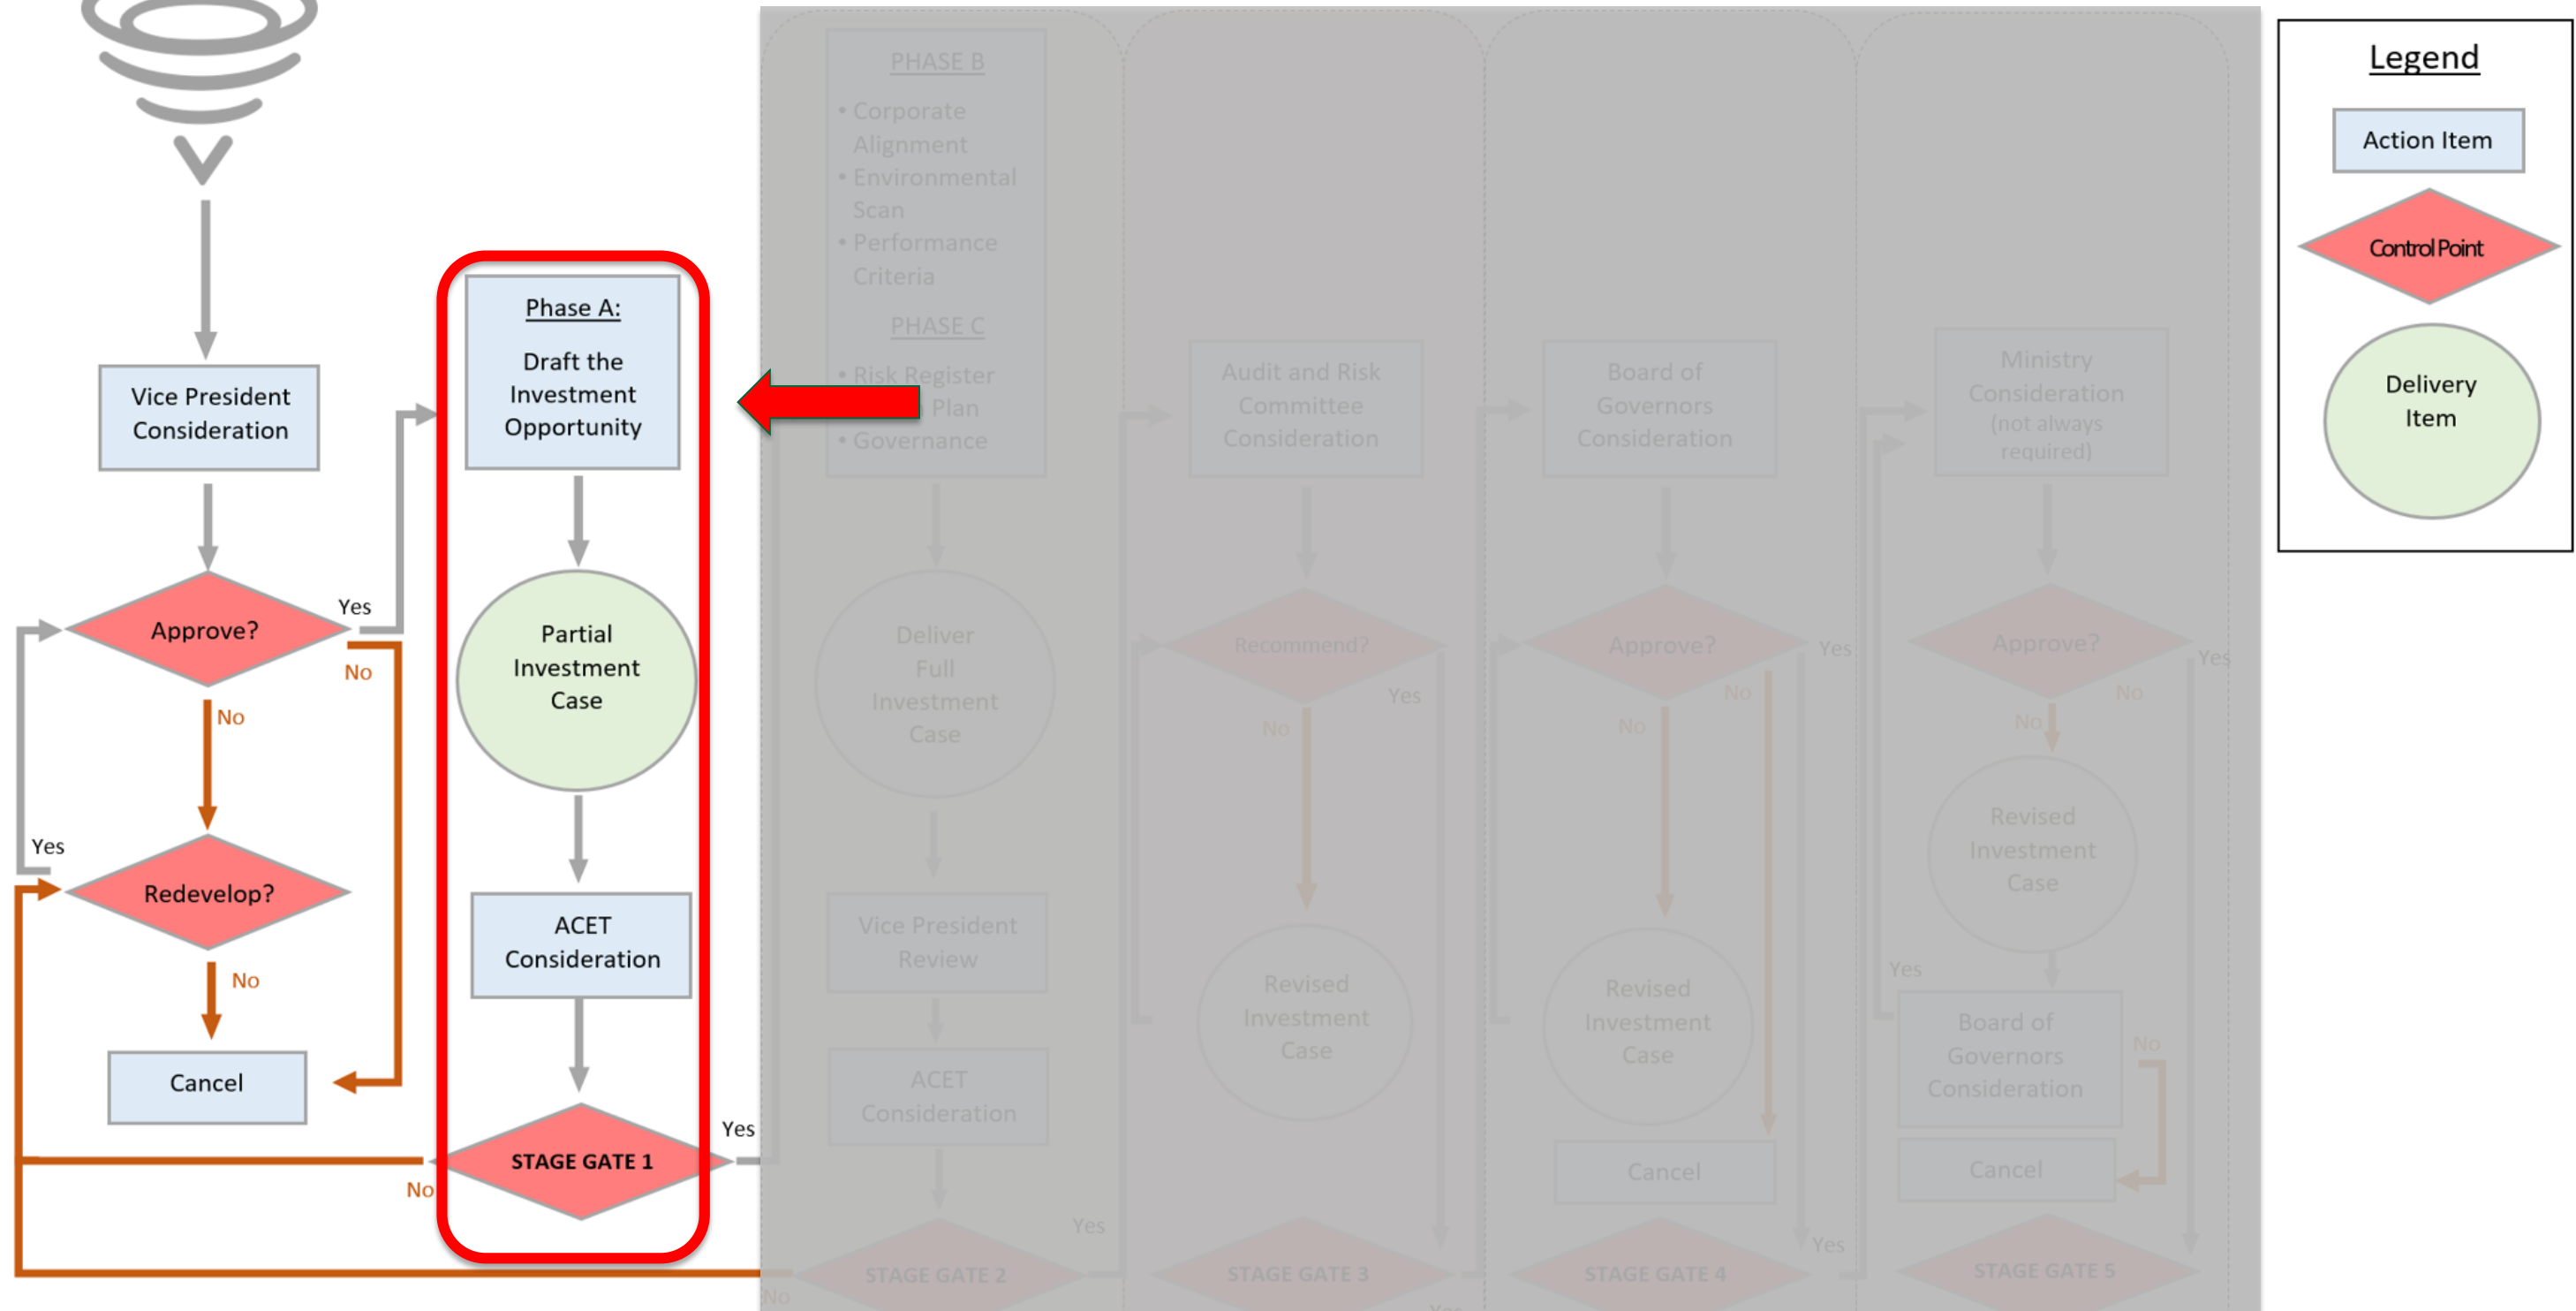 Vice President
Consideration
Approve?
Yes
No
No
Yes
Redevelop?
No
Cancel
Phase A:
Draft the
Investment
Opportunity
Partial
Investment
Case
ACET
Consideration
STAGE GATE 1
Yes
No
PHASE B
• Corporate
Alignment
• Environmental
Scan
• Performance
Criteria
PHASE C
• Risk Register
Plan
• Governance
Deliver
Full
Investment
Case
Vice President
Review
ACET
Consideration
STAGE GATE 2
Yes
No
Audit and Risk
Committee
Consideration
Recommend?
Yes
No
Revised
Investment
Case
STAGE GATE 3
Yes
Board of
Governors
Consideration
Approve?
Yes
No
No
Revised
Investment
Case
Cancel
STAGE GATE 4
Yes
Ministry
Consideration
(not always
required)
Approve?
Yes
No
No
Revised
Investment
Case
Yes
Board of
Governors
Consideration
No
Cancel
STAGE GATE 5
Legend
Action Item
Control Point
Delivery
Item